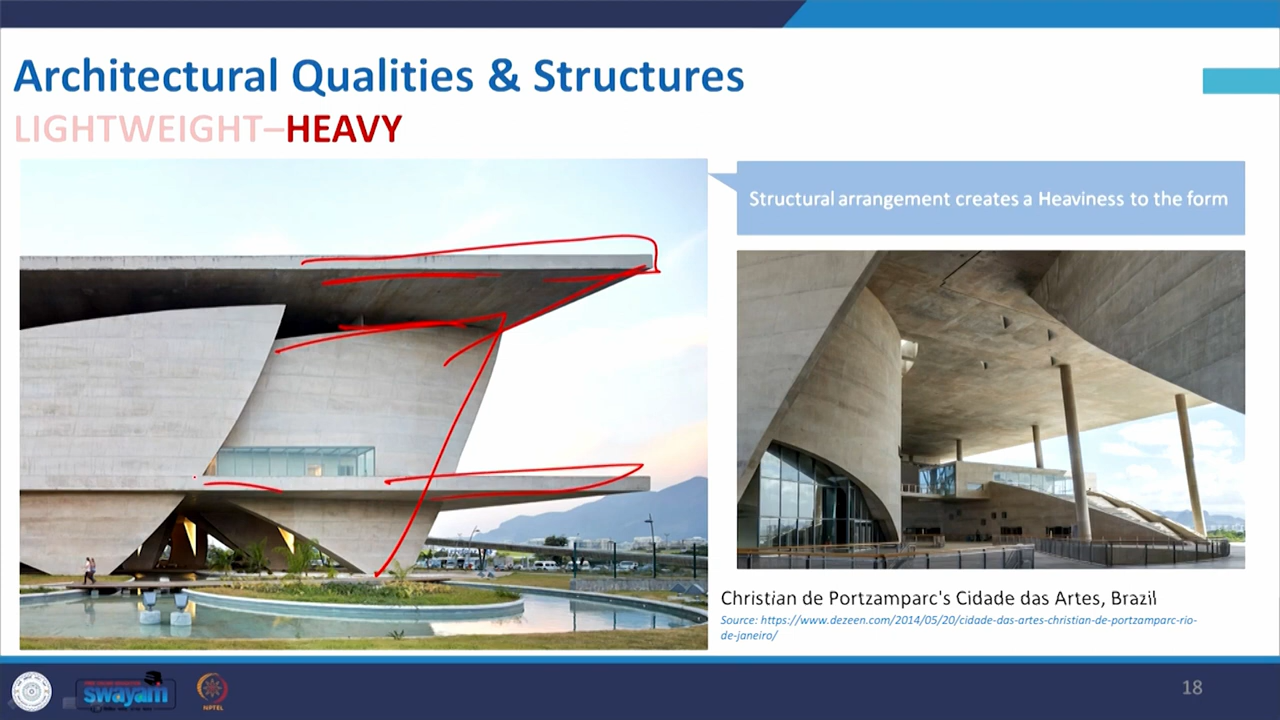 Architectural Qualities & Structures
LIGHTWEIGHT–HEAVY
Structural arrangement creates a Heaviness to the form
Christian de Portzamparc's Cidade das Artes, Brazil
Source: https://www.dezeen.com/2014/05/20/cidade-das-artes-christian-de-portzamparc-rio-
de-janeiro/
swayam
NPTEL
18